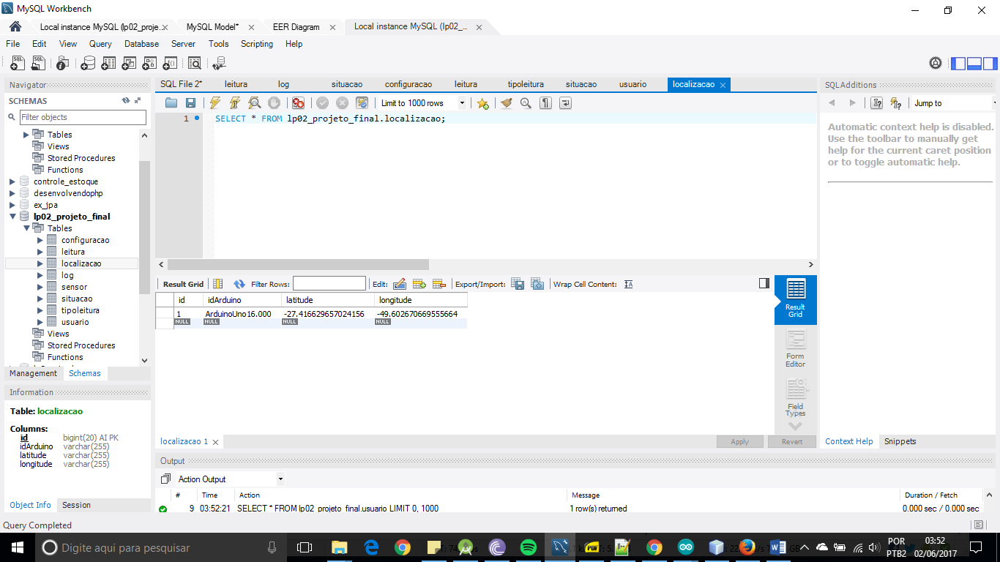 MySQL Workbench
Local instance MySQL (lp02_proje... MySQL Model* EER Diagram Local instance MySQL (lp02_...
File Edit View Query Database Server Tools Scripting Help
Navigator
SCHEMAS
Filter objects
Tables
Views
Stored Procedures
Functions
controle_estoque
desenvolvendophp
ex_jpa
lp02_projeto_final
Tables
configuracao
leitura
localizacao
log
sensor
situacao
tipoleitura
usuario
Views
Stored Procedures
Functions
Management Schemas
Information
Table: localizacao
Columns:
id bigint(20) AI PK
idArduino varchar(255)
latitude varchar(255)
longitude varchar(255)
Object Info Session
Query Completed
SQL File 2* leitura log situacao configuracao leitura tipoleitura situacao usuario localizacao
Limit to 1000 rows
1 SELECT * FROM lp02_projeto_final.localizacao;
Result Grid Filter Rows: Edit: Export/Import: Wrap Cell Content:
id idArduino latitude longitude
1 ArduinoUno16.000 -27.416629657024156 -49.602670669555664
NULL NULL NULL NULL
Result Grid
Form Editor
Field Types
localizacao 1 Apply Revert
Output
Action Output
# Time Action Message Duration / Fetch
9 03:52:21 SELECT * FROM lp02_projeto_final.usuario LIMIT 0, 1000 1 row(s) returned 0.000 sec / 0.000 sec
SQLAdditions
Jump to
Automatic context help is disabled.
Use the toolbar to manually get
help for the current caret position
or to toggle automatic help.
Context Help Snippets
Digite aqui para pesquisar
POR
PTB2
03:52
02/06/2017